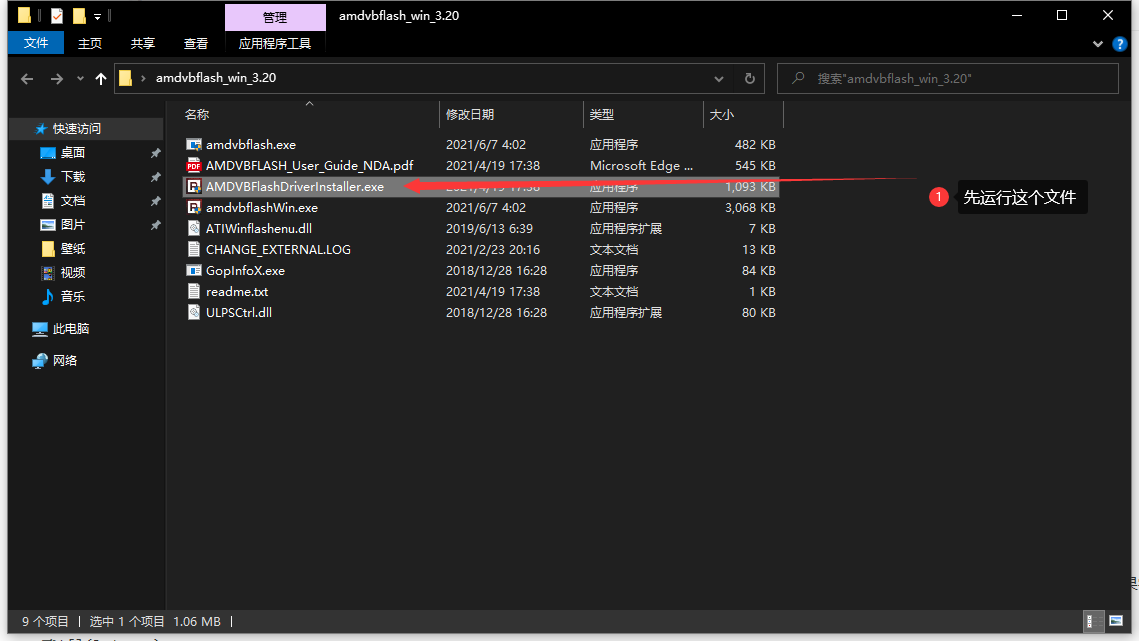 管理
amdvbflash_win_3.20
文件 主页 共享 查看 应用程序工具
amdvbflash_win_3.20
搜索"amdvbflash_win_3.20"
名称 修改日期 类型 大小
快速访问
桌面
下载
文档
图片
壁纸
视频
音乐
此电脑
网络
amdvbflash.exe 2021/6/7 4:02 应用程序 482 KB
AMDVBFLASH_User_Guide_NDA.pdf 2021/4/19 17:38 Microsoft Edge ... 545 KB
AMDVBFlashDriverInstaller.exe 2021/4/19 17:38 应用程序 1,093 KB
amdvbflashWin.exe 2021/6/7 4:02 应用程序 3,068 KB
ATIWinflashenu.dll 2019/6/13 6:39 应用程序扩展 7 KB
CHANGE_EXTERNAL.LOG 2021/2/23 20:16 文本文档 13 KB
GopInfoX.exe 2018/12/28 16:28 应用程序 84 KB
readme.txt 2021/4/19 17:38 文本文档 1 KB
ULPSCtrl.dll 2018/12/28 16:28 应用程序扩展 80 KB
1 先运行这个文件
9 个项目 选中 1 个项目 1.06 MB